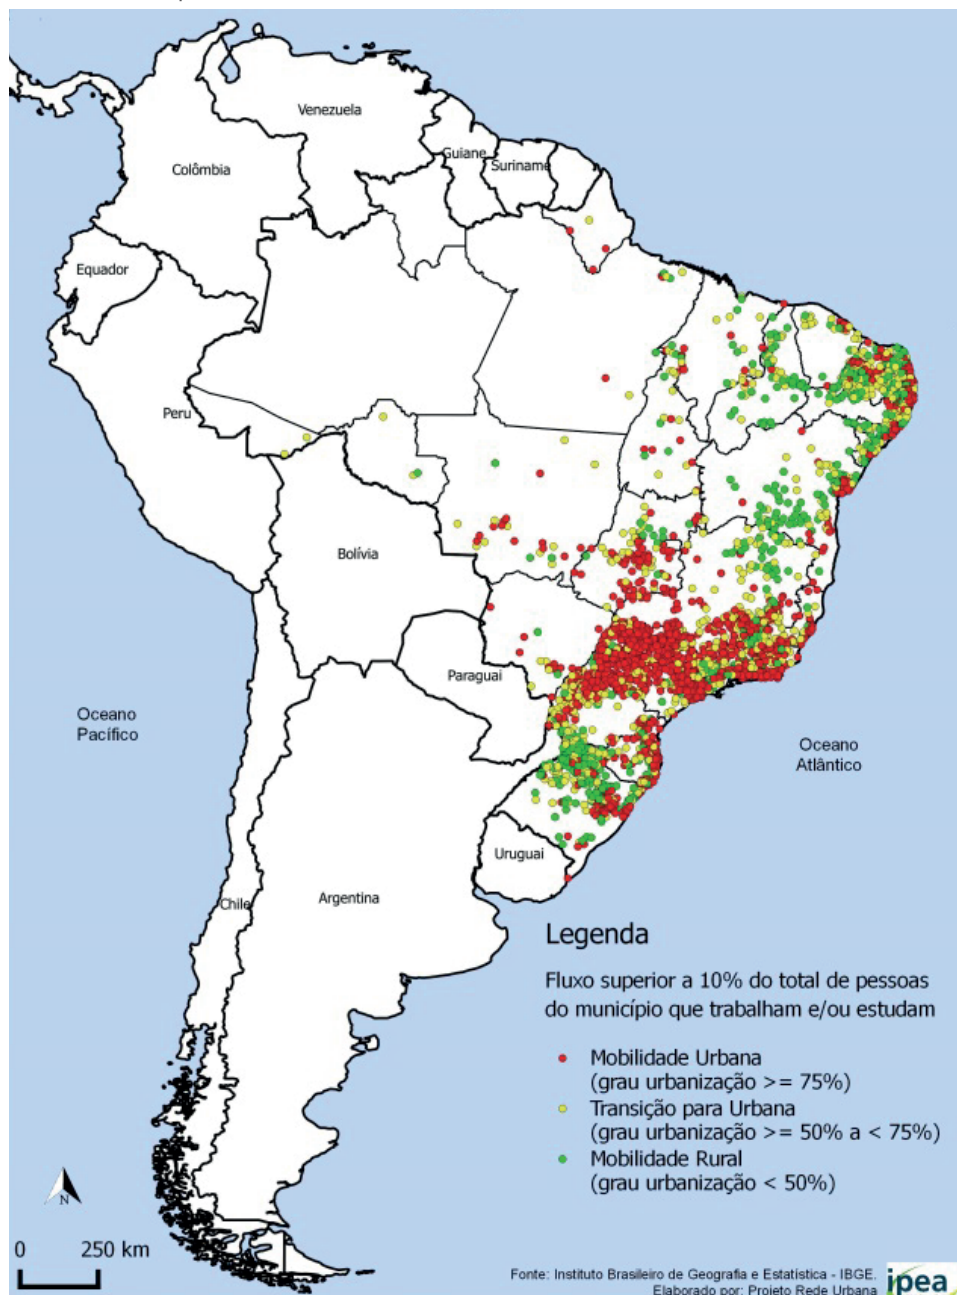 Venezuela
Guiane
Suriname
Colômbia
Equador
Peru
Bolívia
Paraguai
Oceano
Pacífico
Oceano
Atlântico
Uruguai
Chile
Argentina
Legenda
Fluxo superior a 10% do total de pessoas
do município que trabalham e/ou estudam
Mobilidade Urbana
(grau urbanização >= 75%)
Transição para Urbana
(grau urbanização >= 50% a < 75%)
Mobilidade Rural
(grau urbanização < 50%)
N
0 250 km
Fonte: Instituto Brasileiro de Geografia e Estatística - IBGE.
Elaborado por: Projeto Rede Urbana
ipea